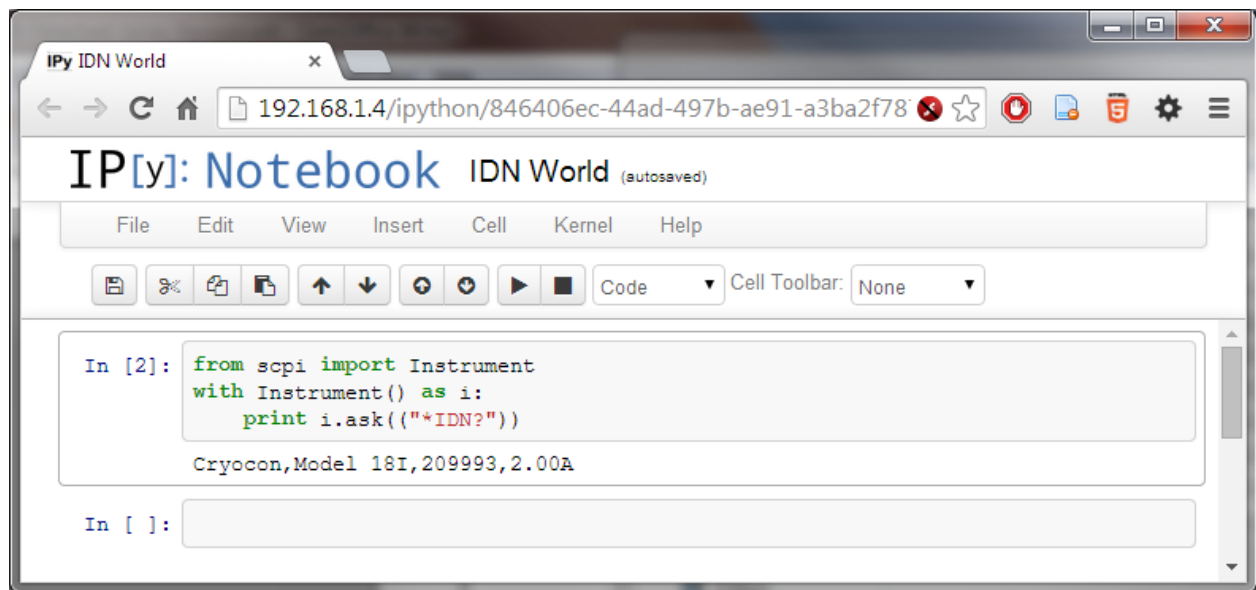 IPy IDN World
192.168.1.4/ipython/846406ec-44ad-497b-ae91-a3ba2f78
IP[y]: Notebook IDN World (autosaved)
File Edit View Insert Cell Kernel Help
Code Cell Toolbar: None
In [2]: from scpi import Instrument
with Instrument() as i:
    print i.ask(("*IDN?"))
Cryocon,Model 18I,209993,2.00A
In [ ]: